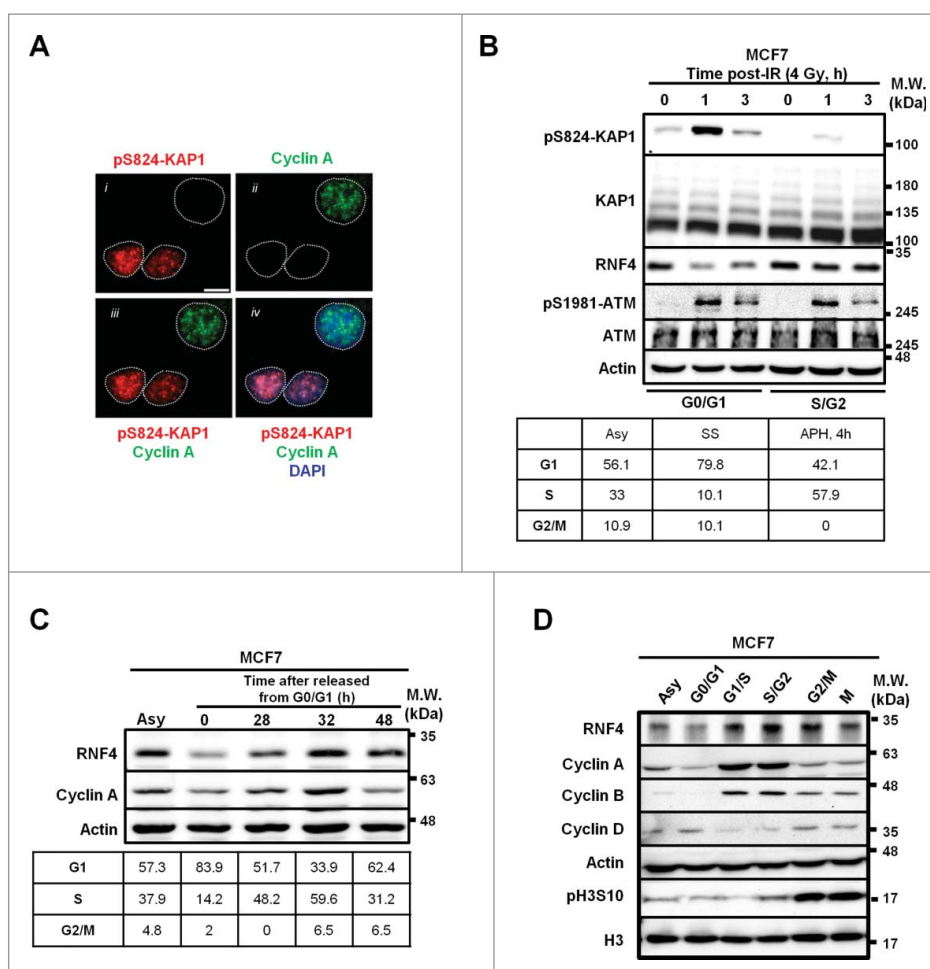 A
pS824-KAP1 Cyclin A
i ii
iii iv
pS824-KAP1 pS824-KAP1
Cyclin A Cyclin A
DAPI
B
MCF7
Time post-IR (4 Gy, h)
M.W.
(kDa)
0 1 3 0 1 3
pS824-KAP1 100
KAP1 180
135
100
RNF4 35
pS1981-ATM 245
ATM 245
Actin 48
G0/G1 S/G2
Asy SS APH, 4h
G1 56.1 79.8 42.1
S 33 10.1 57.9
G2/M 10.9 10.1 0
C
MCF7
Time after released
from G0/G1 (h)
M.W.
(kDa)
Asy 0 28 32 48
RNF4 35
Cyclin A 63
Actin 48
G1 57.3 83.9 51.7 33.9 62.4
S 37.9 14.2 48.2 59.6 31.2
G2/M 4.8 2 0 6.5 6.5
D
MCF7
M.W.
(kDa)
Asy G0/G1 G1/S S/G2 G2/M M
RNF4 35
Cyclin A 63
Cyclin B 48
Cyclin D 35
Actin 48
pH3S10 17
H3 17